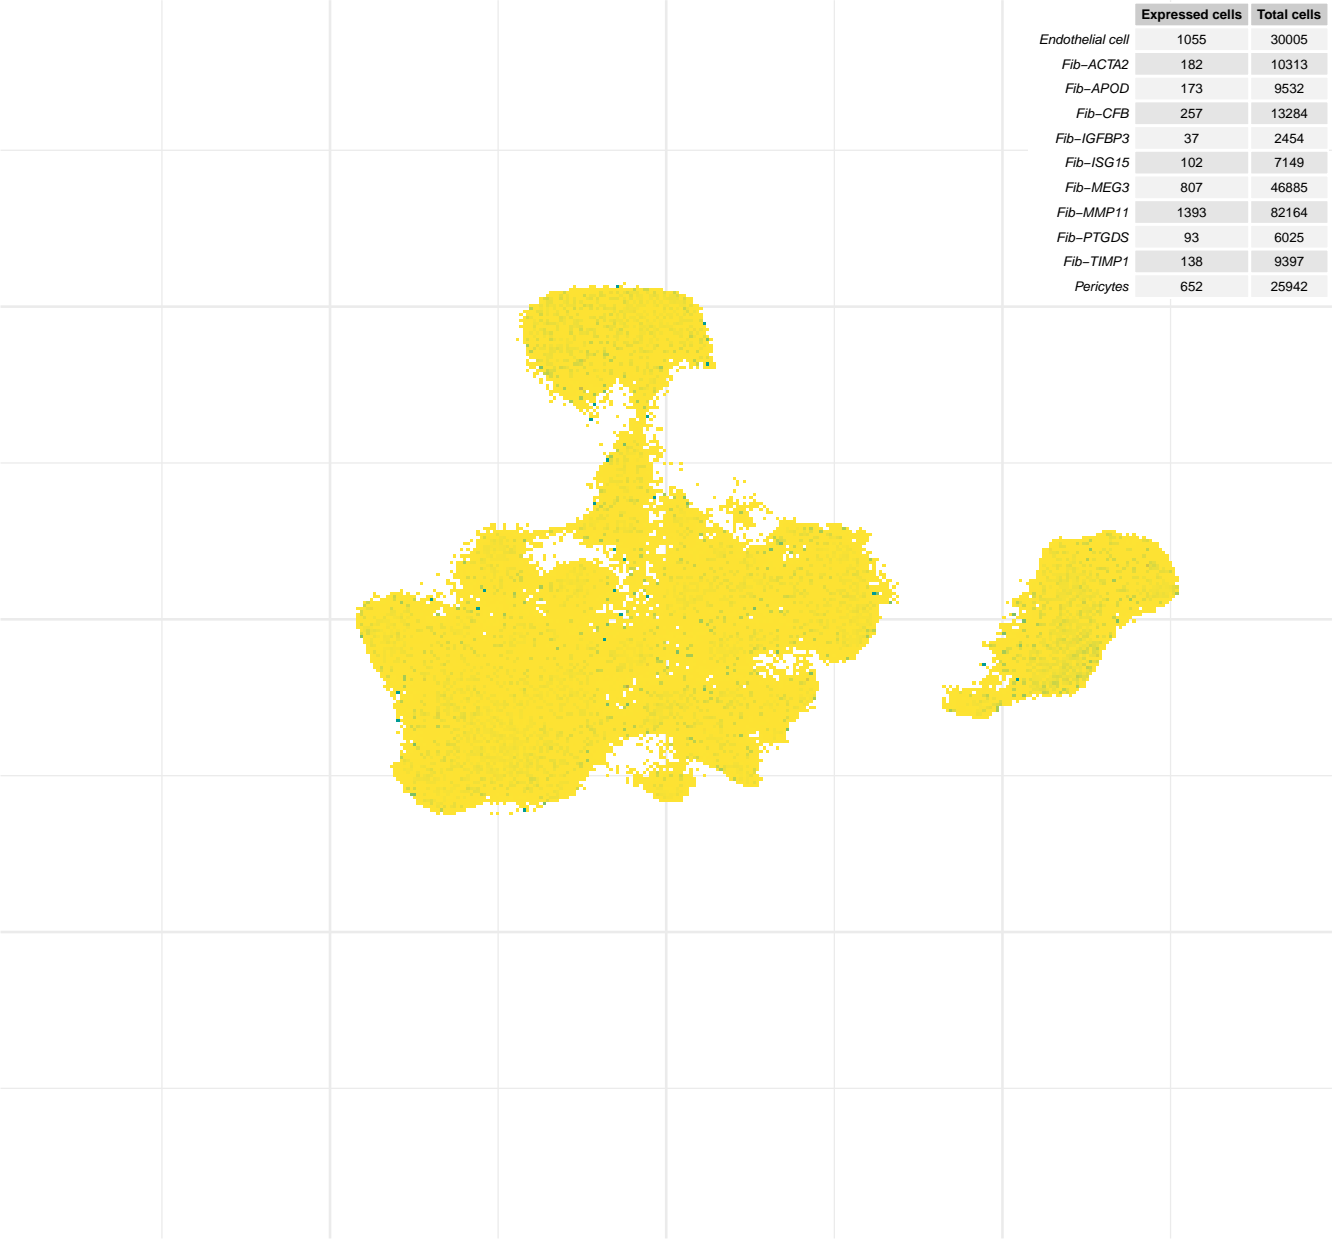 Expressed cells Total cells
Endothelial cell 1055 30005
Fib−ACTA2 182 10313
Fib−APOD 173 9532
Fib−CFB 257 13284
Fib−IGFBP3 37 2454
Fib−ISG15 102 7149
Fib−MEG3 807 46885
Fib−MMP11 1393 82164
Fib−PTGDS 93 6025
Fib−TIMP1 138 9397
Pericytes 652 25942